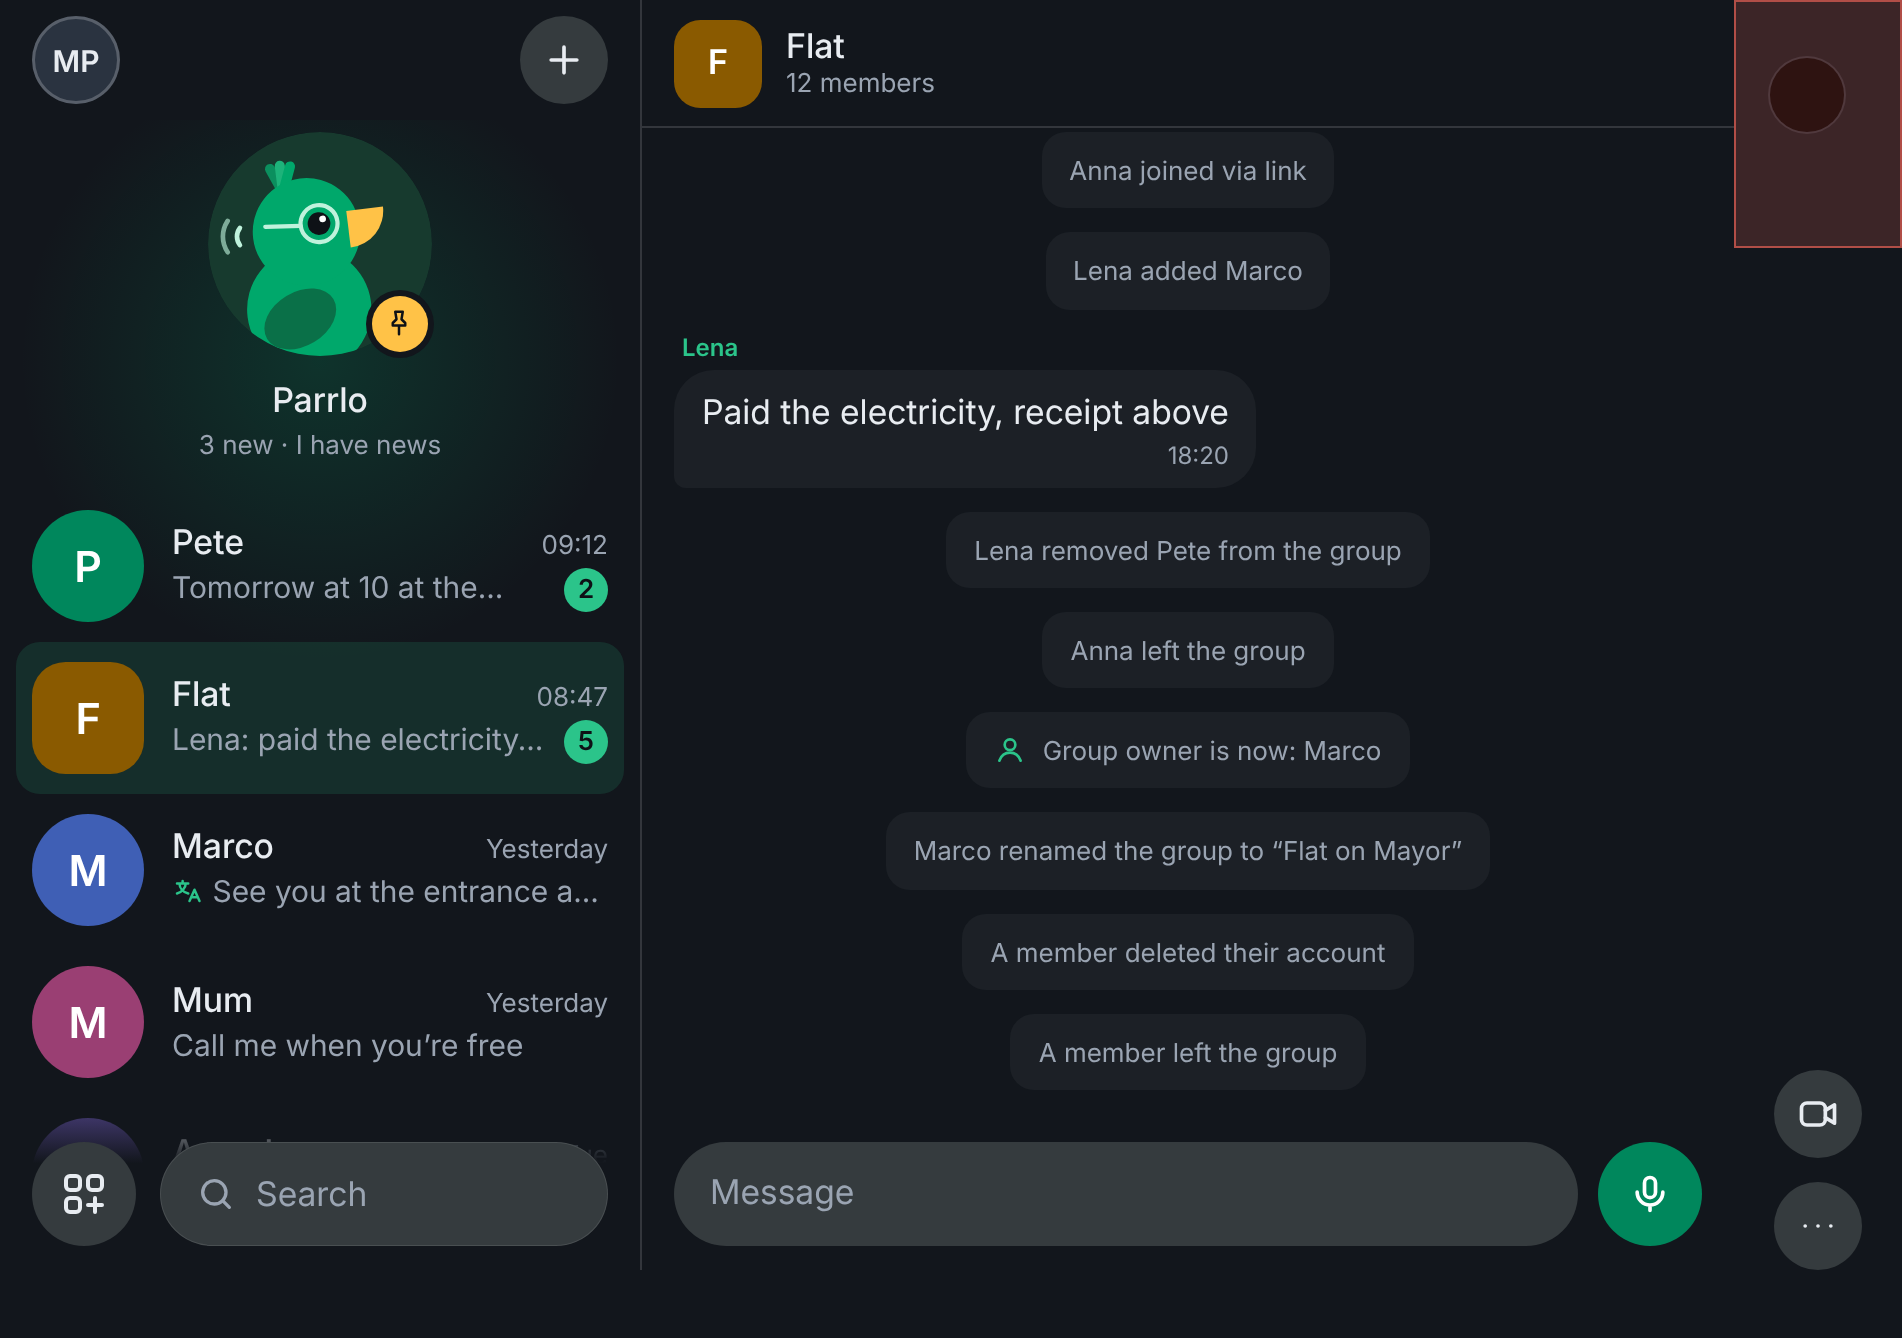 MP
Parrlo
3 new · I have news
P
Pete
09:12
Tomorrow at 10 at the...
2
F
Flat
08:47
Lena: paid the electricity...
5
M
Marco
Yesterday
See you at the entrance a...
M
Mum
Yesterday
Call me when you’re free
Search
F
Flat
12 members
Anna joined via link
Lena added Marco
Lena
Paid the electricity, receipt above
18:20
Lena removed Pete from the group
Anna left the group
Group owner is now: Marco
Marco renamed the group to “Flat on Mayor”
A member deleted their account
A member left the group
Message